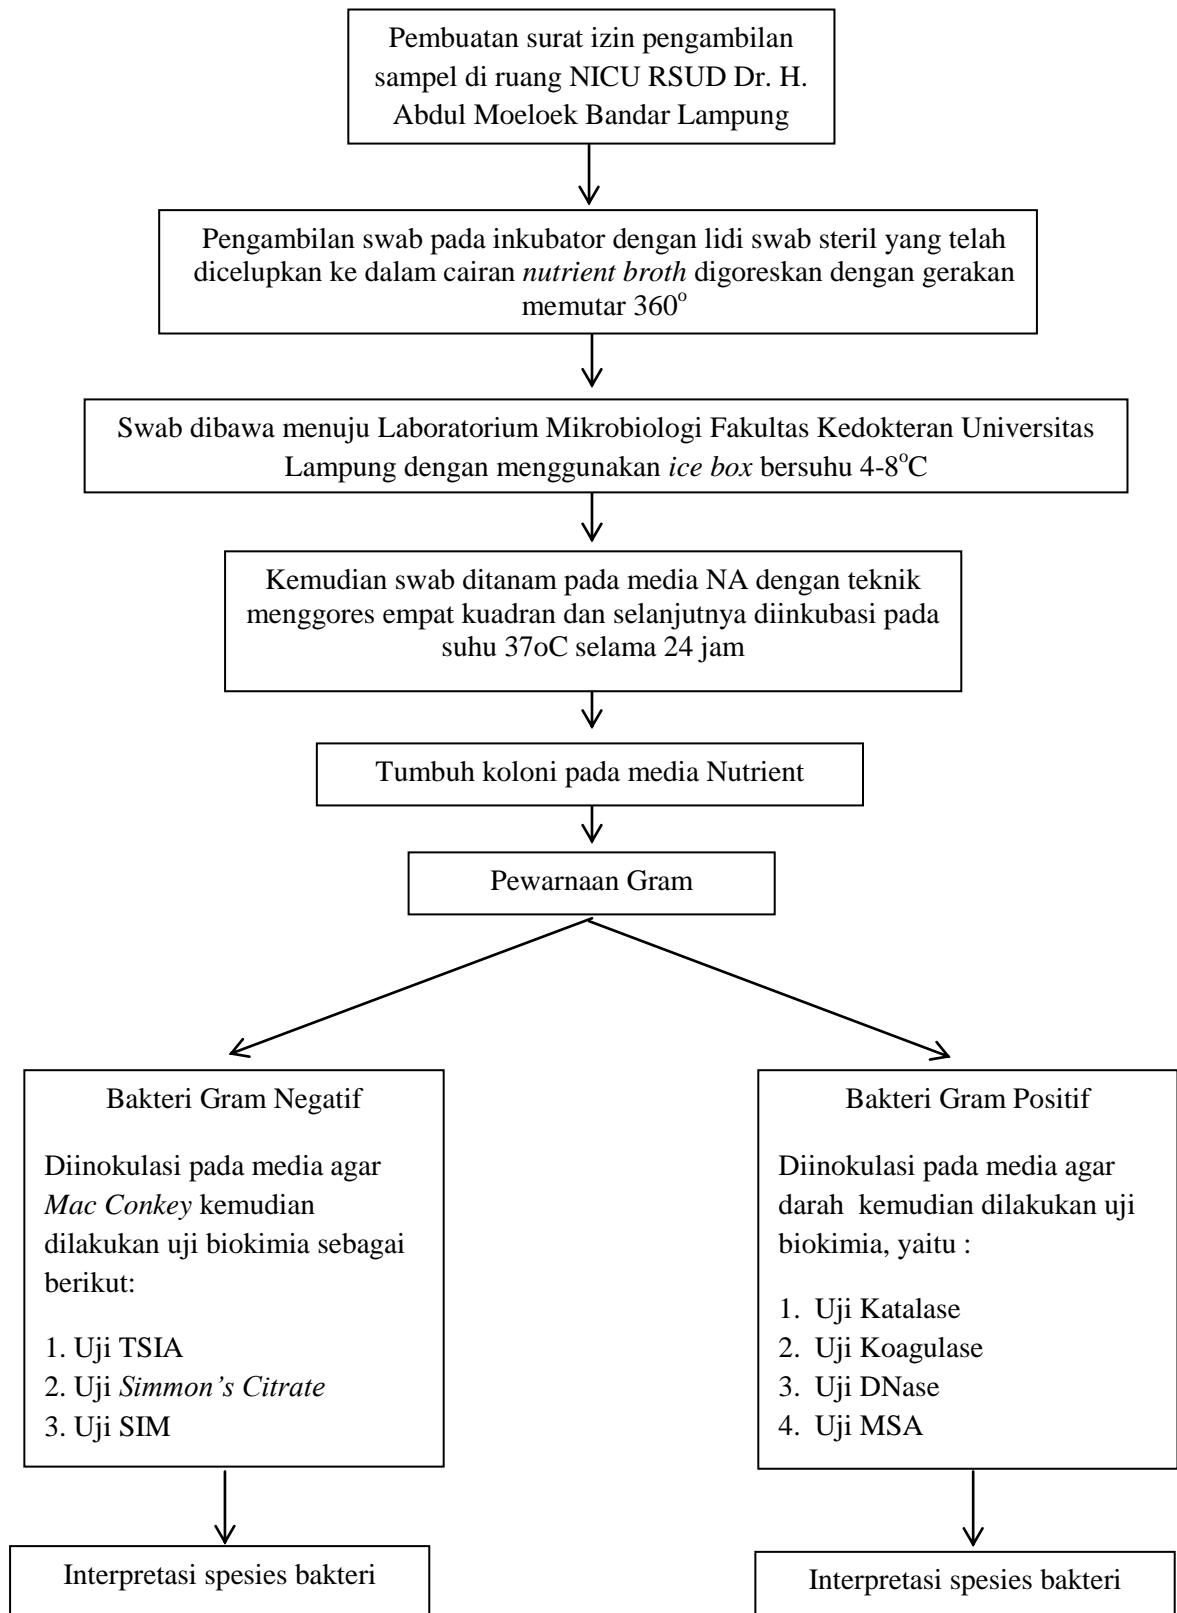 Pembuatan surat izin pengambilan
sampel di ruang NICU RSUD Dr. H.
Abdul Moeloek Bandar Lampung
Pengambilan swab pada inkubator dengan lidi swab steril yang telah
dicelupkan ke dalam cairan nutrient broth digoreskan dengan gerakan
memutar 360°
Swab dibawa menuju Laboratorium Mikrobiologi Fakultas Kedokteran Universitas
Lampung dengan menggunakan ice box bersuhu 4-8°C
Kemudian swab ditanam pada media NA dengan teknik
menggores empat kuadran dan selanjutnya diinkubasi pada
suhu 37oC selama 24 jam
Tumbuh koloni pada media Nutrient
Pewarnaan Gram
Bakteri Gram Negatif
Diinokulasi pada media agar
Mac Conkey kemudian
dilakukan uji biokimia sebagai
berikut:
1. Uji TSIA
2. Uji Simmon’s Citrate
3. Uji SIM
Interpretasi spesies bakteri
Bakteri Gram Positif
Diinokulasi pada media agar
darah kemudian dilakukan uji
biokimia, yaitu :
1. Uji Katalase
2. Uji Koagulase
3. Uji DNase
4. Uji MSA
Interpretasi spesies bakteri